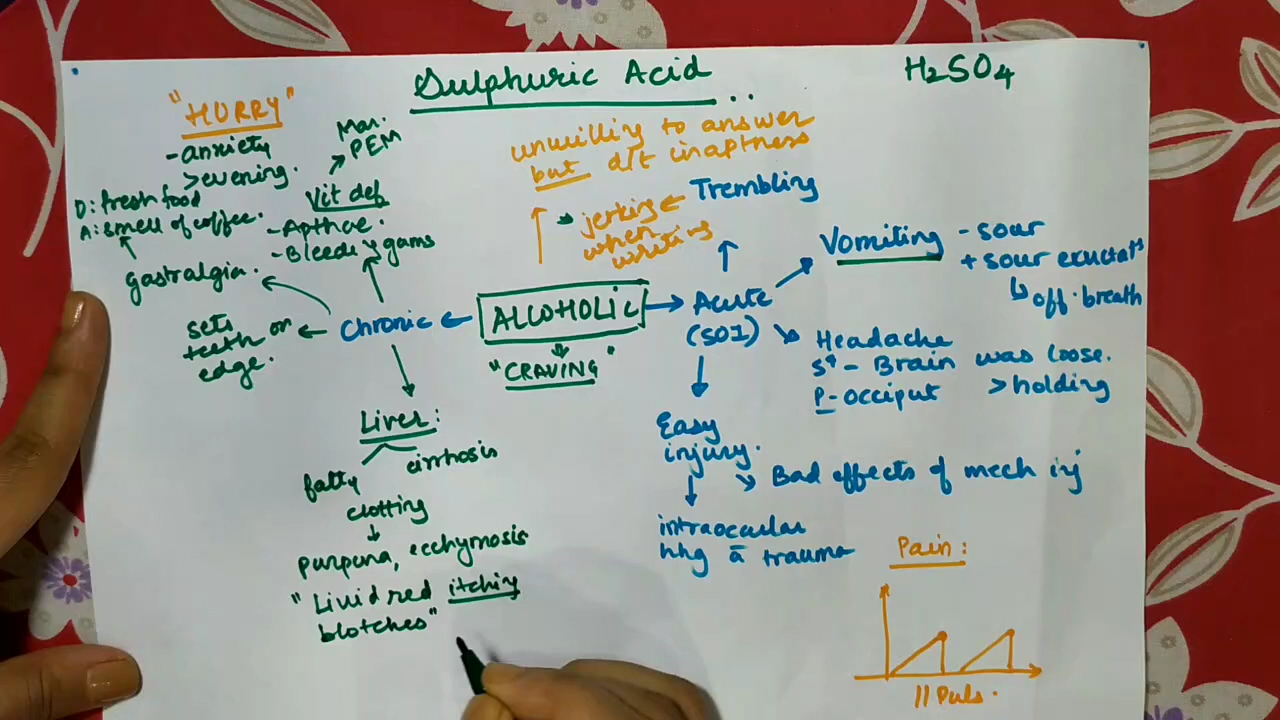 Sulphuric Acid
H2SO4
"HURRY"
- anxiety
>evening.
D: Fresh food
A: smell of coffee.
gastralgia.
Mar.
PEM
Vit def
- Apthae.
- Bleeding gams
unwilling to answer
but d/t inaptness
Trembling
jerking
when
writing
Vomiting - sour
+ sour eructatns
off. breath
sets
teeth on
edge.
Chronic
ALCOHOLIC
"CRAVING"
Acute
(SOI)
Headache
Brain was loose.
P - occiput >holding
Liver:
fatty
cirrhosis
clotting
purpura, ecchymosis
"Livid red itching
blotches"
Easy
injury.
Bad effects of mech inj
intraocular
hhg ā trauma
Pain:
11 Puls.